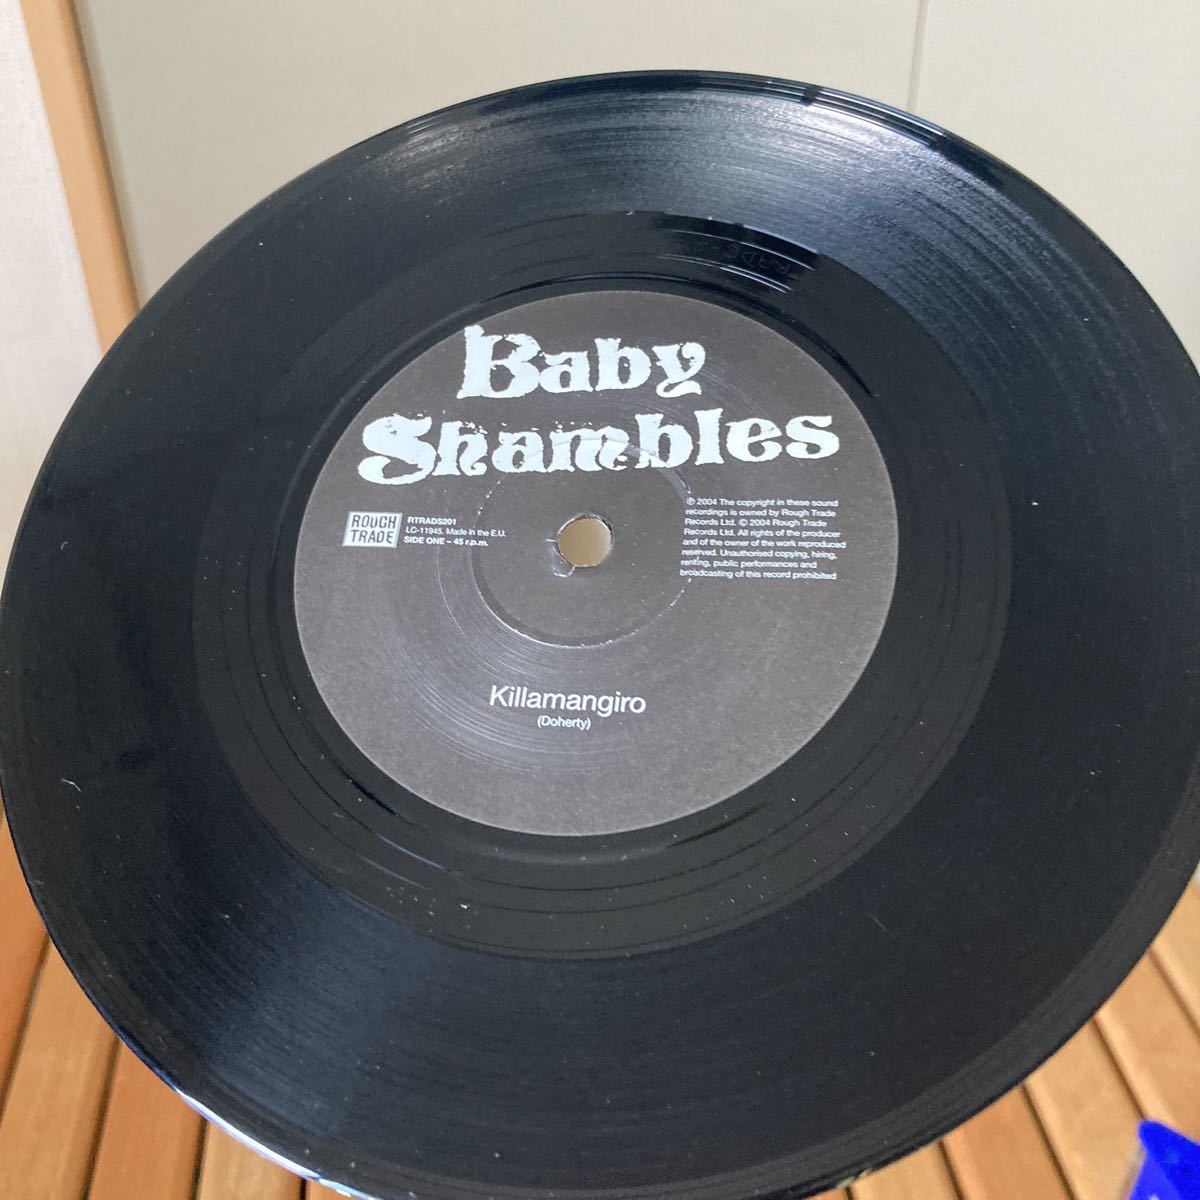 Baby
Shambles
ROUGH
TRADE
RTRADS201
LC-11945. Made in the E.U.
SIDE ONE – 45 r.p.m.
℗ 2004 The copyright in these sound
recordings is owned by Rough Trade
Records Ltd. © 2004 Rough Trade
Records Ltd. All rights of the producer
and of the owner of the work reproduced
reserved. Unauthorised copying, hiring,
renting, public performances and
broadcasting of this record prohibited
Killamangiro
(Doherty)